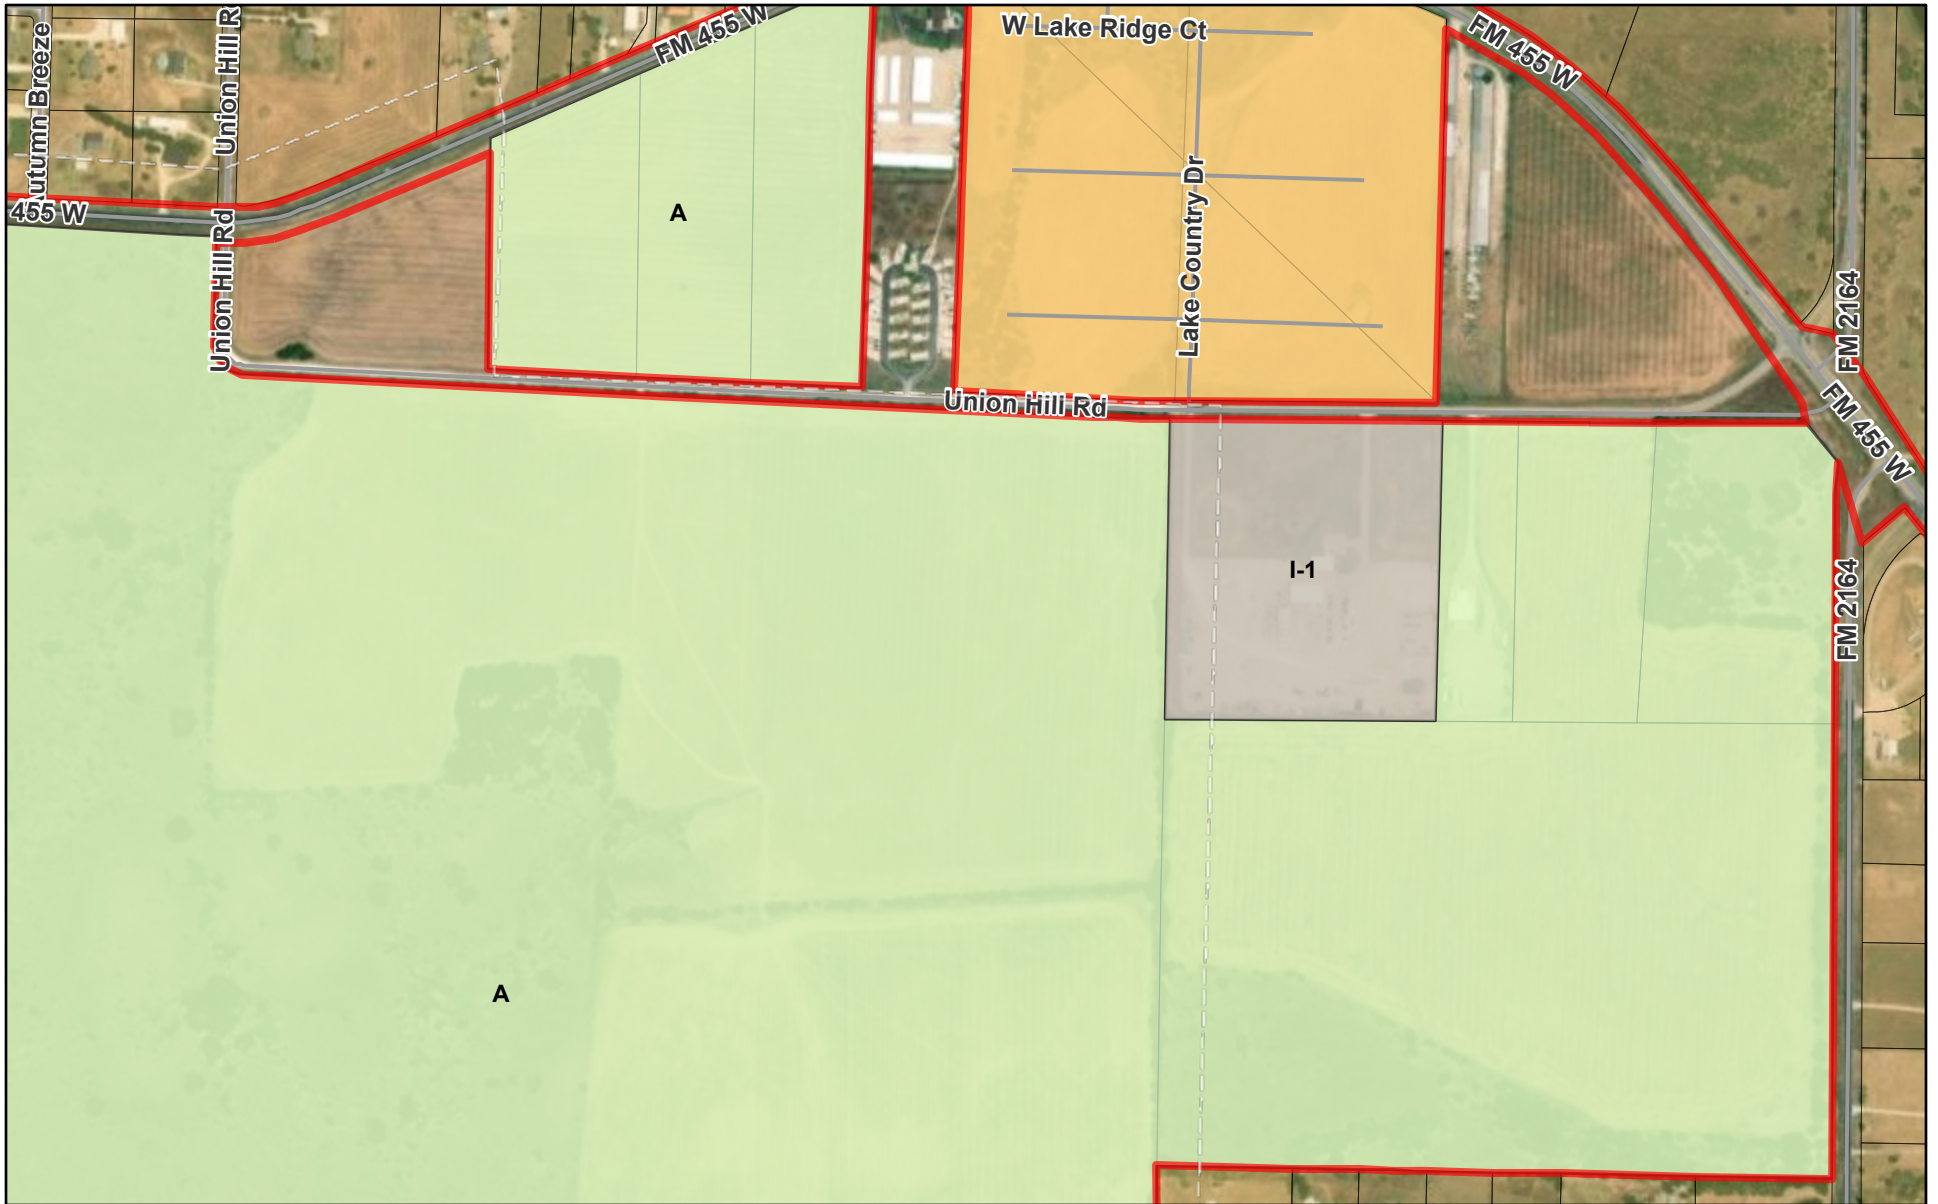 Autumn Breeze
Union Hill R
FM 455 W
W Lake Ridge Ct
FM 455 W
455 W
Union Hill Rd
A
Lake Country Dr
FM 2164
Union Hill Rd
FM 455 W
I-1
FM 2164
A